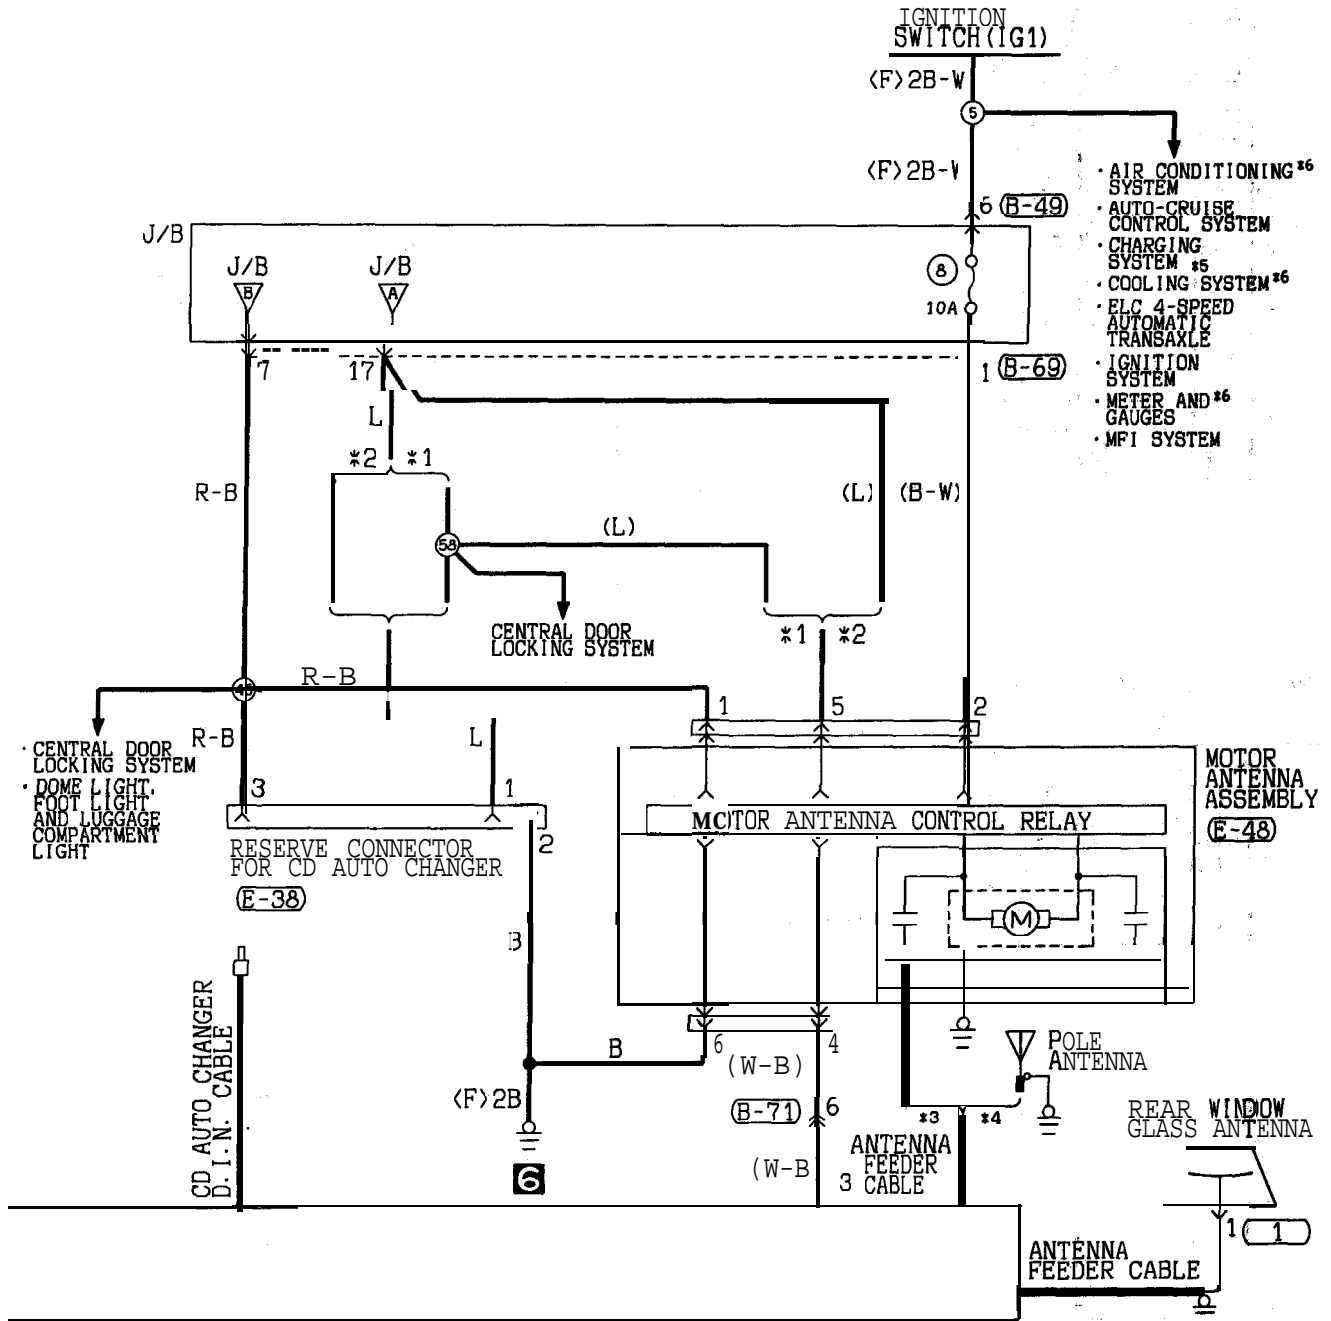 IGNITION
SWITCH(IG1)
<F>2B-W
5
<F>2B-
6 (B-49)
· AIR CONDITIONING*6
SYSTEM
· AUTO-CRUISE
CONTROL SYSTEM
· CHARGING
SYSTEM *5
· COOLING SYSTEM*6
· ELC 4-SPEED
AUTOMATIC
TRANSAXLE
· IGNITION
SYSTEM
· METER AND*6
GAUGES
· MFI SYSTEM
J/B
J/B
B
J/B
A
8
10A
7
17
1 (B-69)
L
*2 *1
R-B
(L)
(B-W)
(L)
58
CENTRAL DOOR
LOCKING SYSTEM
*1 *2
R-B
1
5
2
R-B
L
· CENTRAL DOOR
LOCKING SYSTEM
· DOME LIGHT,
FOOT LIGHT
AND LUGGAGE
COMPARTMENT
LIGHT
3
1
2
RESERVE CONNECTOR
FOR CD AUTO CHANGER
(E-38)
MOTOR ANTENNA CONTROL RELAY
MOTOR
ANTENNA
ASSEMBLY
(E-48)
M
B
CD AUTO CHANGER
D.I.N. CABLE
B
6
4
(W-B)
<F>2B
6
(B-71)
6
(W-B
POLE
ANTENNA
*3 *4
ANTENNA
FEEDER
3 CABLE
REAR WINDOW
GLASS ANTENNA
1 (1)
ANTENNA
FEEDER CABLE